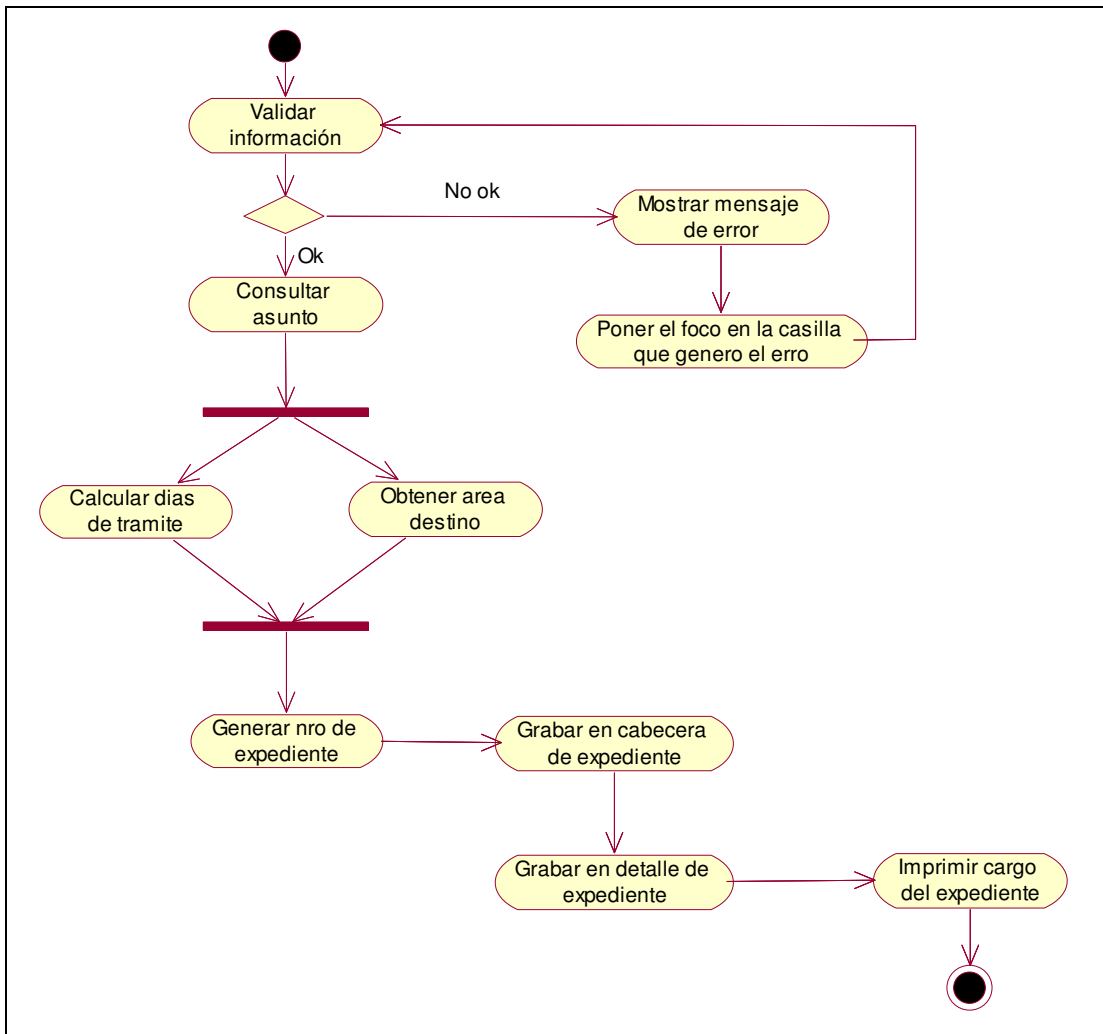 Validar
información
No ok
Mostrar mensaje
de error
Ok
Consultar
asunto
Poner el foco en la casilla
que genero el erro
Calcular dias
de tramite
Obtener area
destino
Generar nro de
expediente
Grabar en cabecera
de expediente
Grabar en detalle de
expediente
Imprimir cargo
del expediente